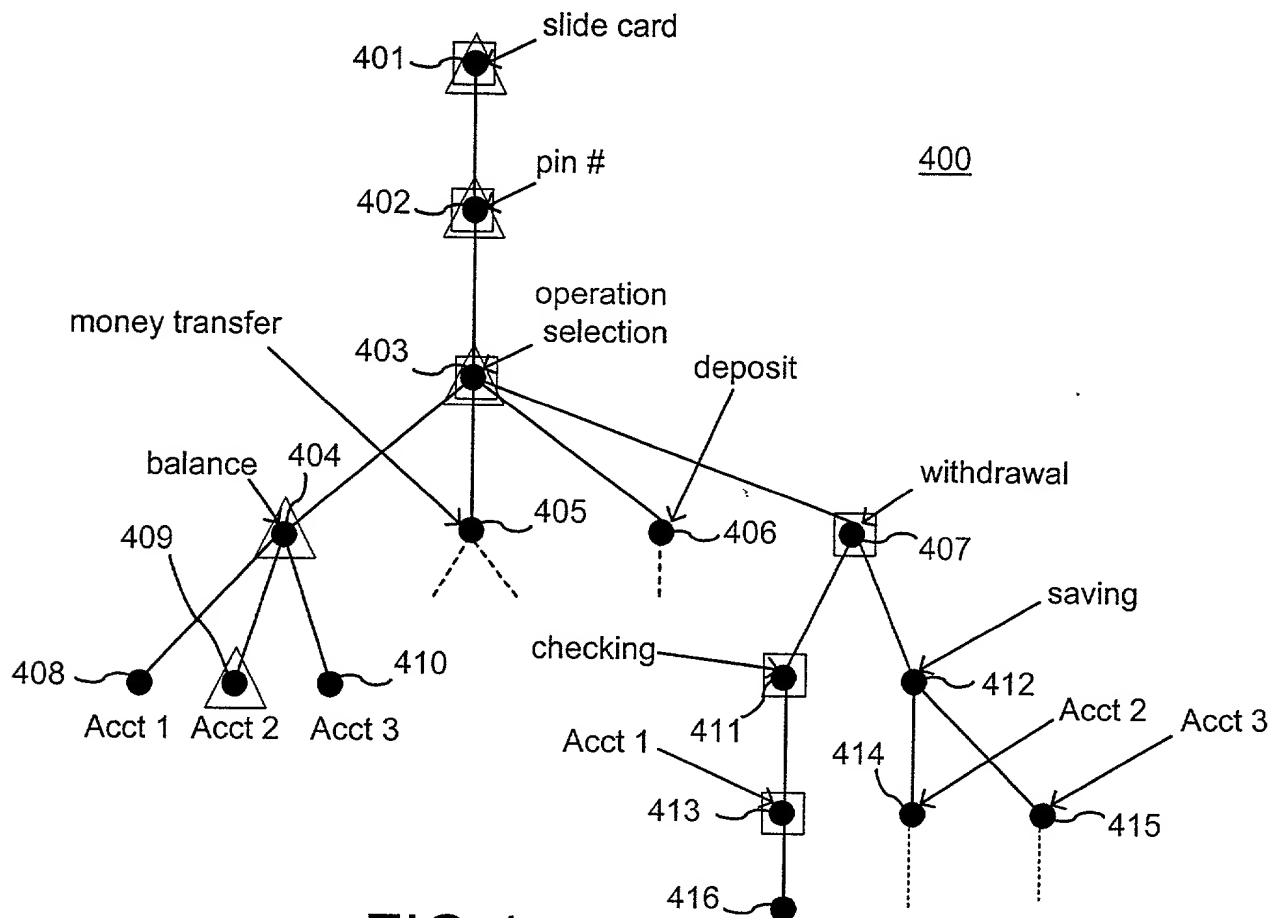 slide card
401
400
pin #
402
operation
selection
money transfer
403
deposit
balance
404
withdrawal
405
406
407
409
saving
checking
408
410
412
411
Acct 1 Acct 2 Acct 3
Acct 2
Acct 3
Acct 1
414
413
415
416